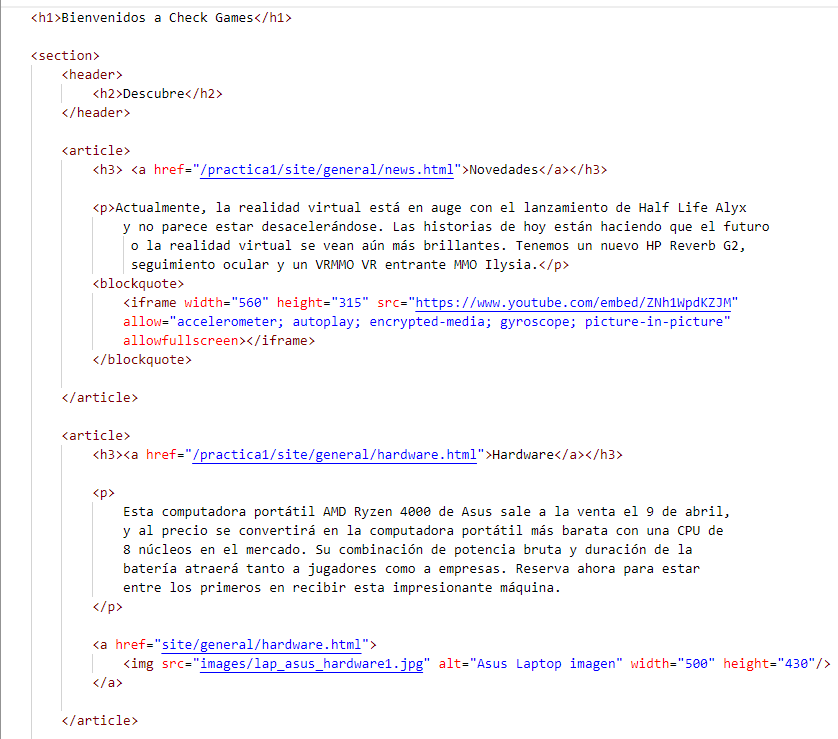 <h1>Bienvenidos a Check Games</h1>
<section>
<header>
<h2>Descubre</h2>
</header>
<article>
<h3> <a href="/practica1/site/general/news.html">Novedades</a></h3>
<p>Actualmente, la realidad virtual está en auge con el lanzamiento de Half Life Alyx
y no parece estar desacelerándose. Las historias de hoy están haciendo que el futuro
o la realidad virtual se vean aún más brillantes. Tenemos un nuevo HP Reverb G2,
seguimiento ocular y un VRMMO VR entrante MMO Ilysia.</p>
<blockquote>
<iframe width="560" height="315" src="https://www.youtube.com/embed/ZNh1WpdKZJM"
allow="accelerometer; autoplay; encrypted-media; gyroscope; picture-in-picture"
allowfullscreen></iframe>
</blockquote>
</article>
<article>
<h3><a href="/practica1/site/general/hardware.html">Hardware</a></h3>
<p>
Esta computadora portátil AMD Ryzen 4000 de Asus sale a la venta el 9 de abril,
y al precio se convertirá en la computadora portátil más barata con una CPU de
8 núcleos en el mercado. Su combinación de potencia bruta y duración de la
batería atraerá tanto a jugadores como a empresas. Reserva ahora para estar
entre los primeros en recibir esta impresionante máquina.
</p>
<a href="site/general/hardware.html">
<img src="images/lap_asus_hardware1.jpg" alt="Asus Laptop imagen" width="500" height="430"/>
</a>
</article>